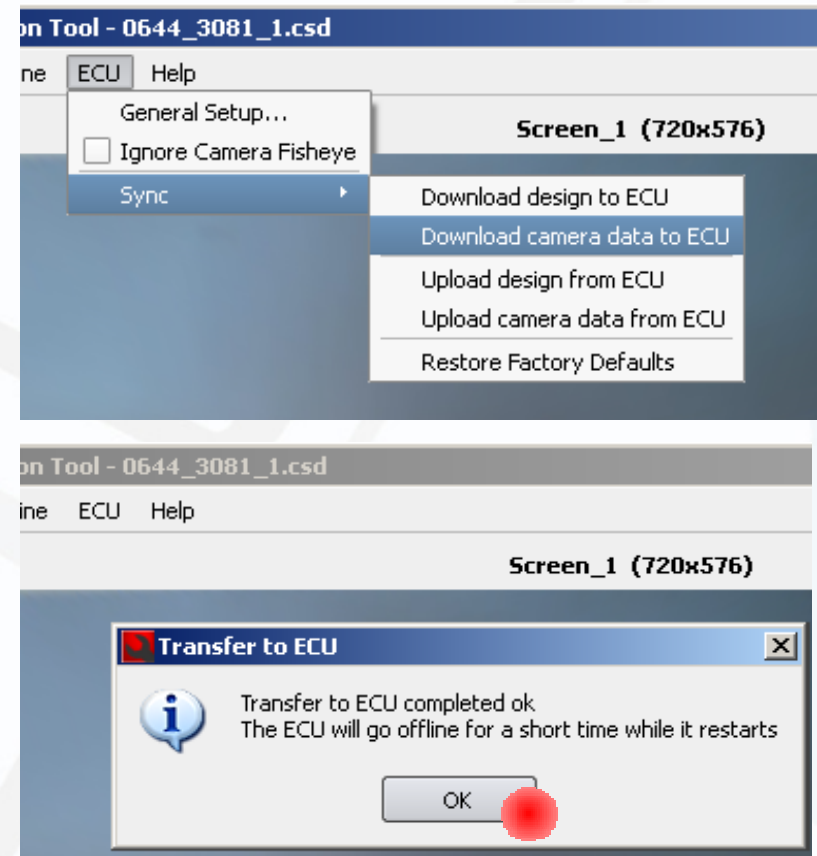 on Tool - 0644_3081_1.csd
ne ECU Help
General Setup...
Screen_1 (720x576)
Ignore Camera Fisheye
Sync
Download design to ECU
Download camera data to ECU
Upload design from ECU
Upload camera data from ECU
Restore Factory Defaults
on Tool - 0644_3081_1.csd
ine ECU Help
Screen_1 (720x576)
Transfer to ECU
Transfer to ECU completed ok
The ECU will go offline for a short time while it restarts
OK